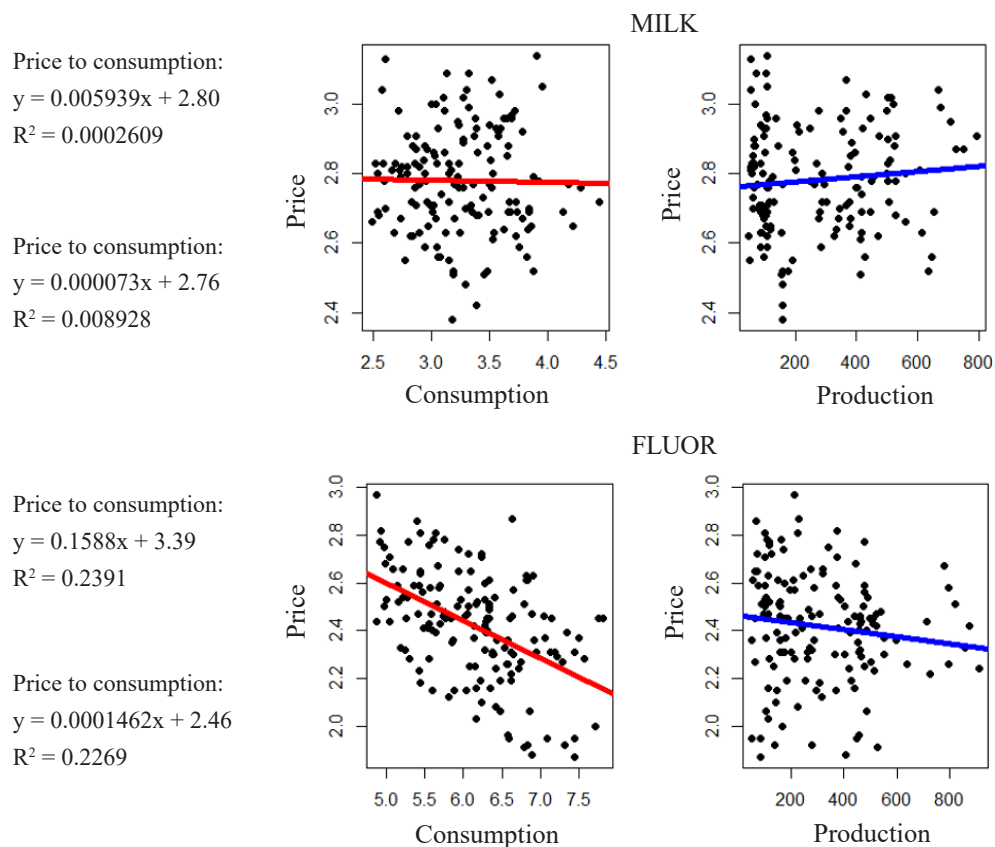 MILK
Price to consumption:
y = 0.005939x + 2.80
R² = 0.0002609
Price to consumption:
y = 0.000073x + 2.76
R² = 0.008928
Price
3.0
2.8
2.6
2.4
2.5 3.0 3.5 4.0 4.5
Consumption
Price
3.0
2.8
2.6
2.4
200 400 600 800
Production
FLUOR
Price to consumption:
y = 0.1588x + 3.39
R² = 0.2391
Price to consumption:
y = 0.0001462x + 2.46
R² = 0.2269
Price
3.0
2.8
2.6
2.4
2.2
2.0
5.0 5.5 6.0 6.5 7.0 7.5
Consumption
Price
3.0
2.8
2.6
2.4
2.2
2.0
200 400 600 800
Production